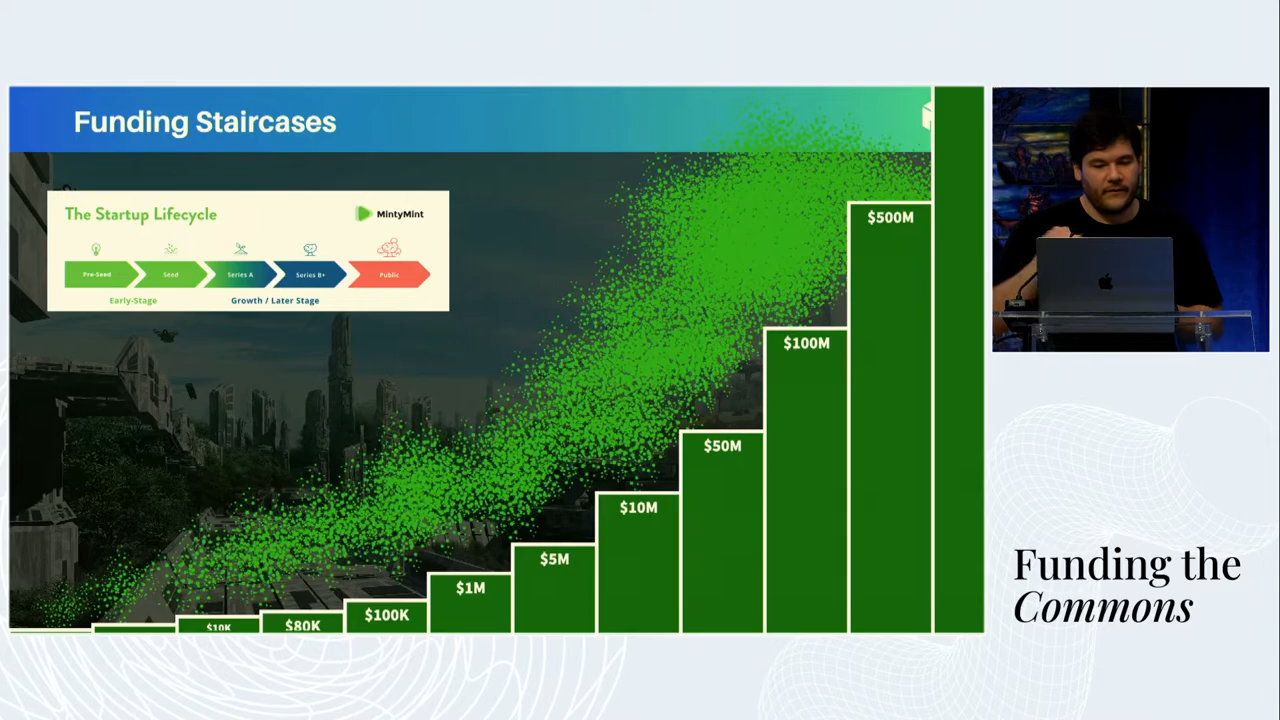 Funding Staircases
The Startup Lifecycle
MintyMint
Pre-Seed
Seed
Series A
Series B+
Public
Early-Stage
Growth / Later Stage
$500M
$100M
$50M
$10M
$5M
$1M
$100K
$80K
$10K
Funding the
Commons